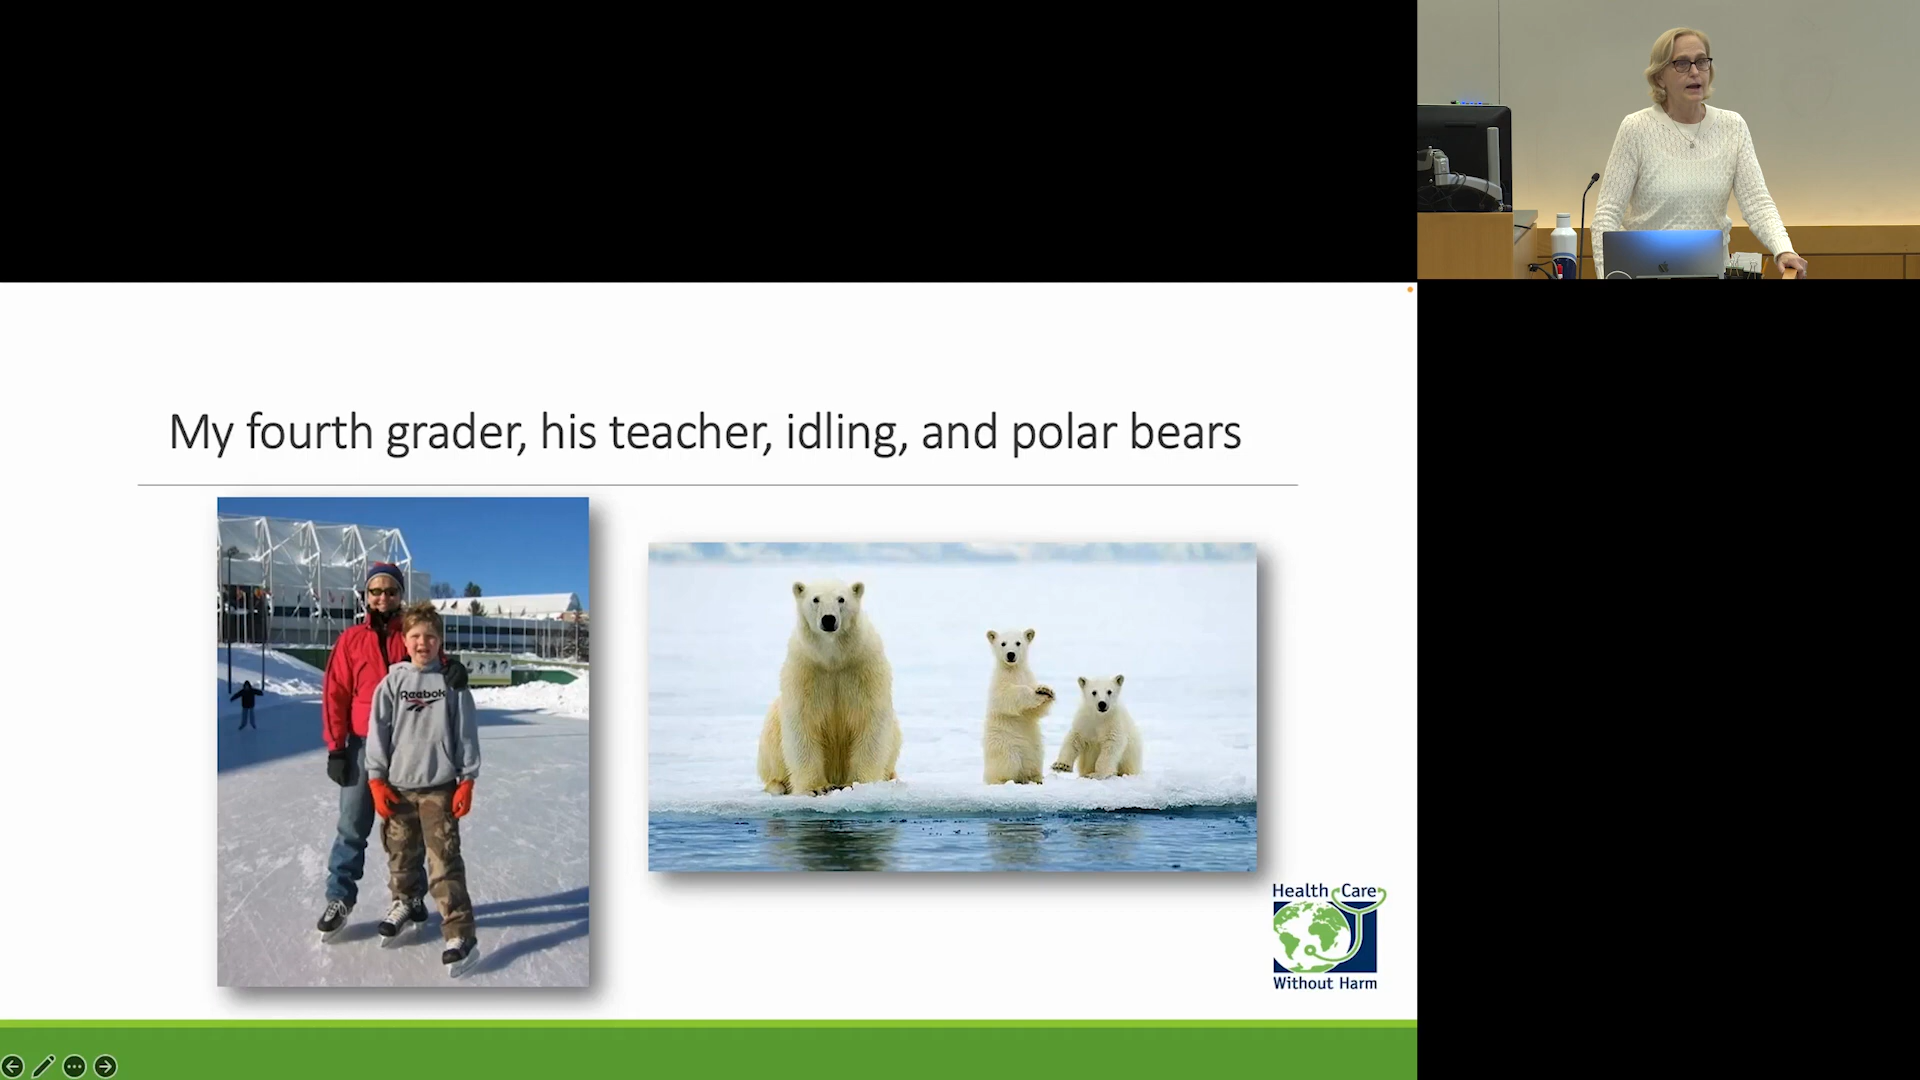 My fourth grader, his teacher, idling, and polar bears
Reebok
Health Care
Without Harm